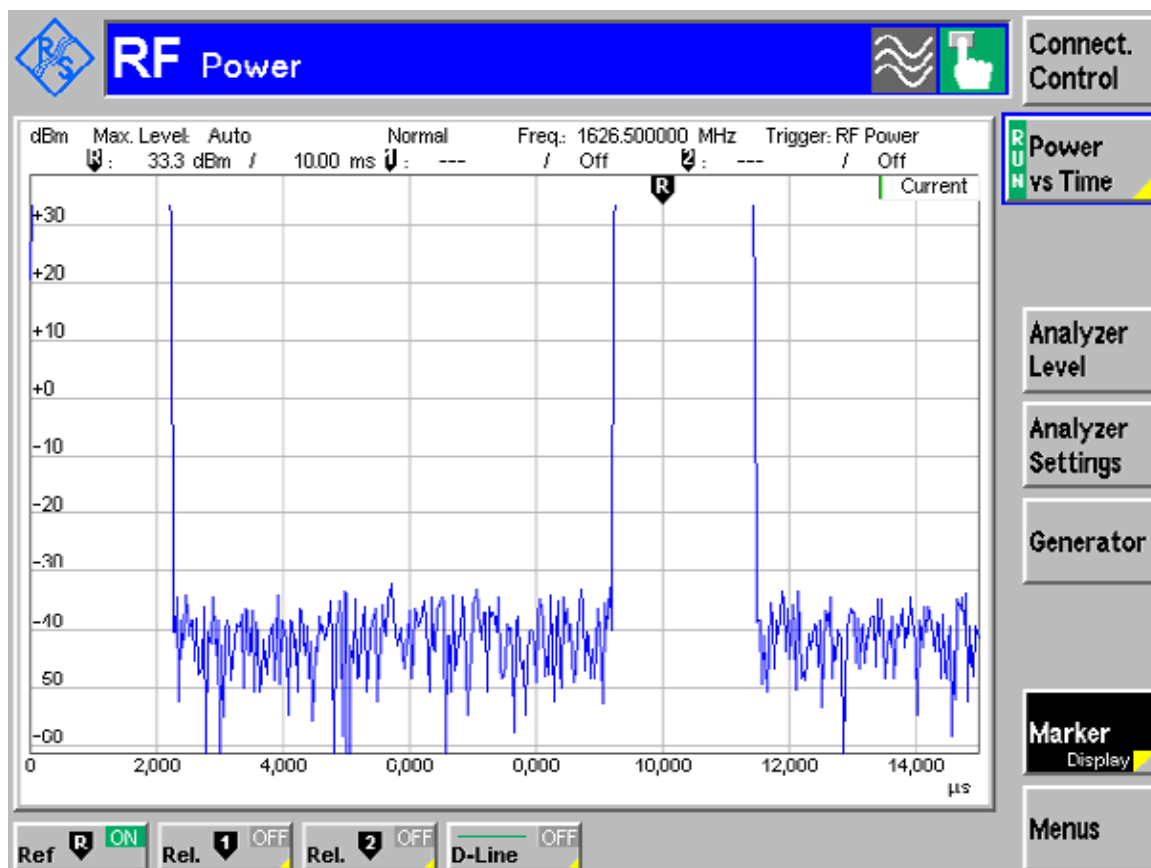 R S
RF Power
Connect. Control
dBm Max. Level: Auto Normal Freq.: 1626.500000 MHz Trigger: RF Power
R : 33.3 dBm / 10.00 ms 1 : --- / Off 2 : --- / Off
RUN
Power vs Time
R
Current
+30
+20
+10
+0
-10
-20
-30
-40
50
-60
0 2,000 4,000 6,000 0,000 10,000 12,000 14,000
µs
Analyzer Level
Analyzer Settings
Generator
Marker
Display
Menus
Ref R ON
Rel. 1 OFF
Rel. 2 OFF
D-Line OFF